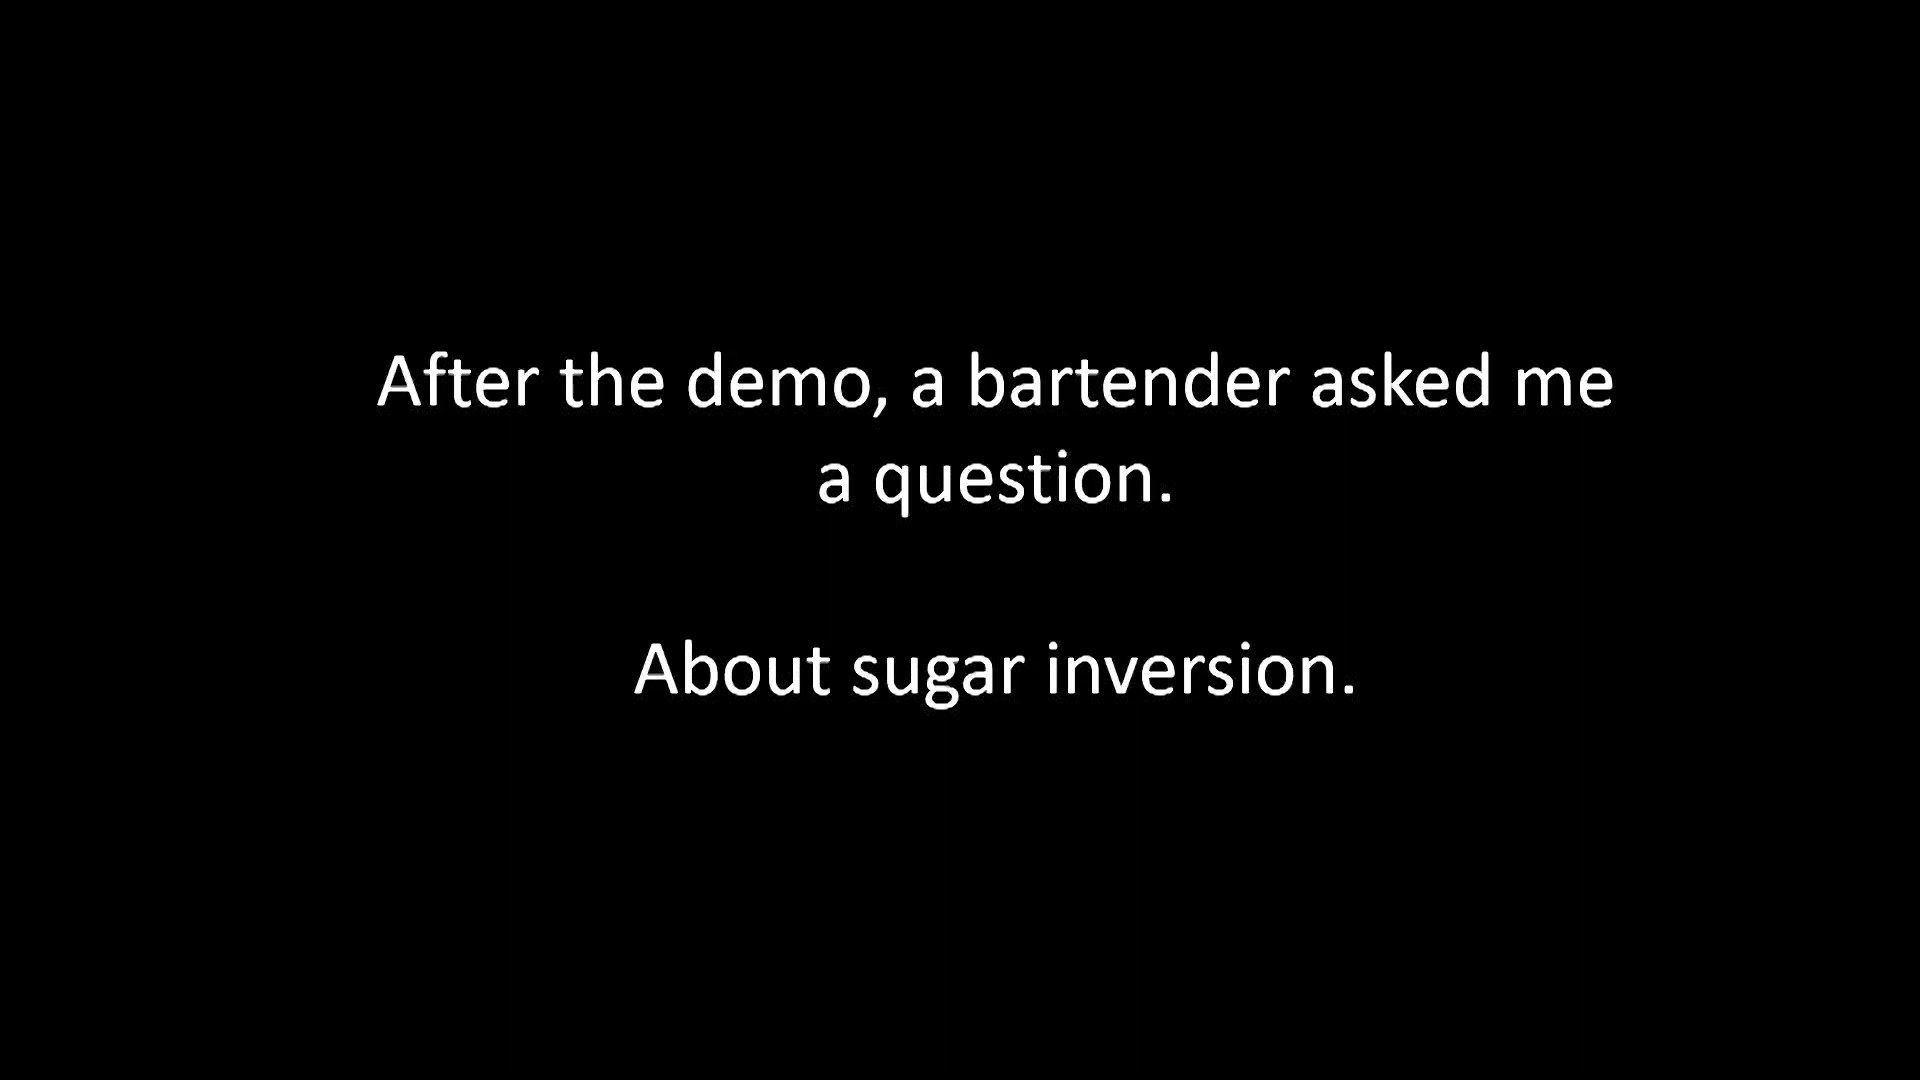 After the demo, a bartender asked me
a question.
About sugar inversion.